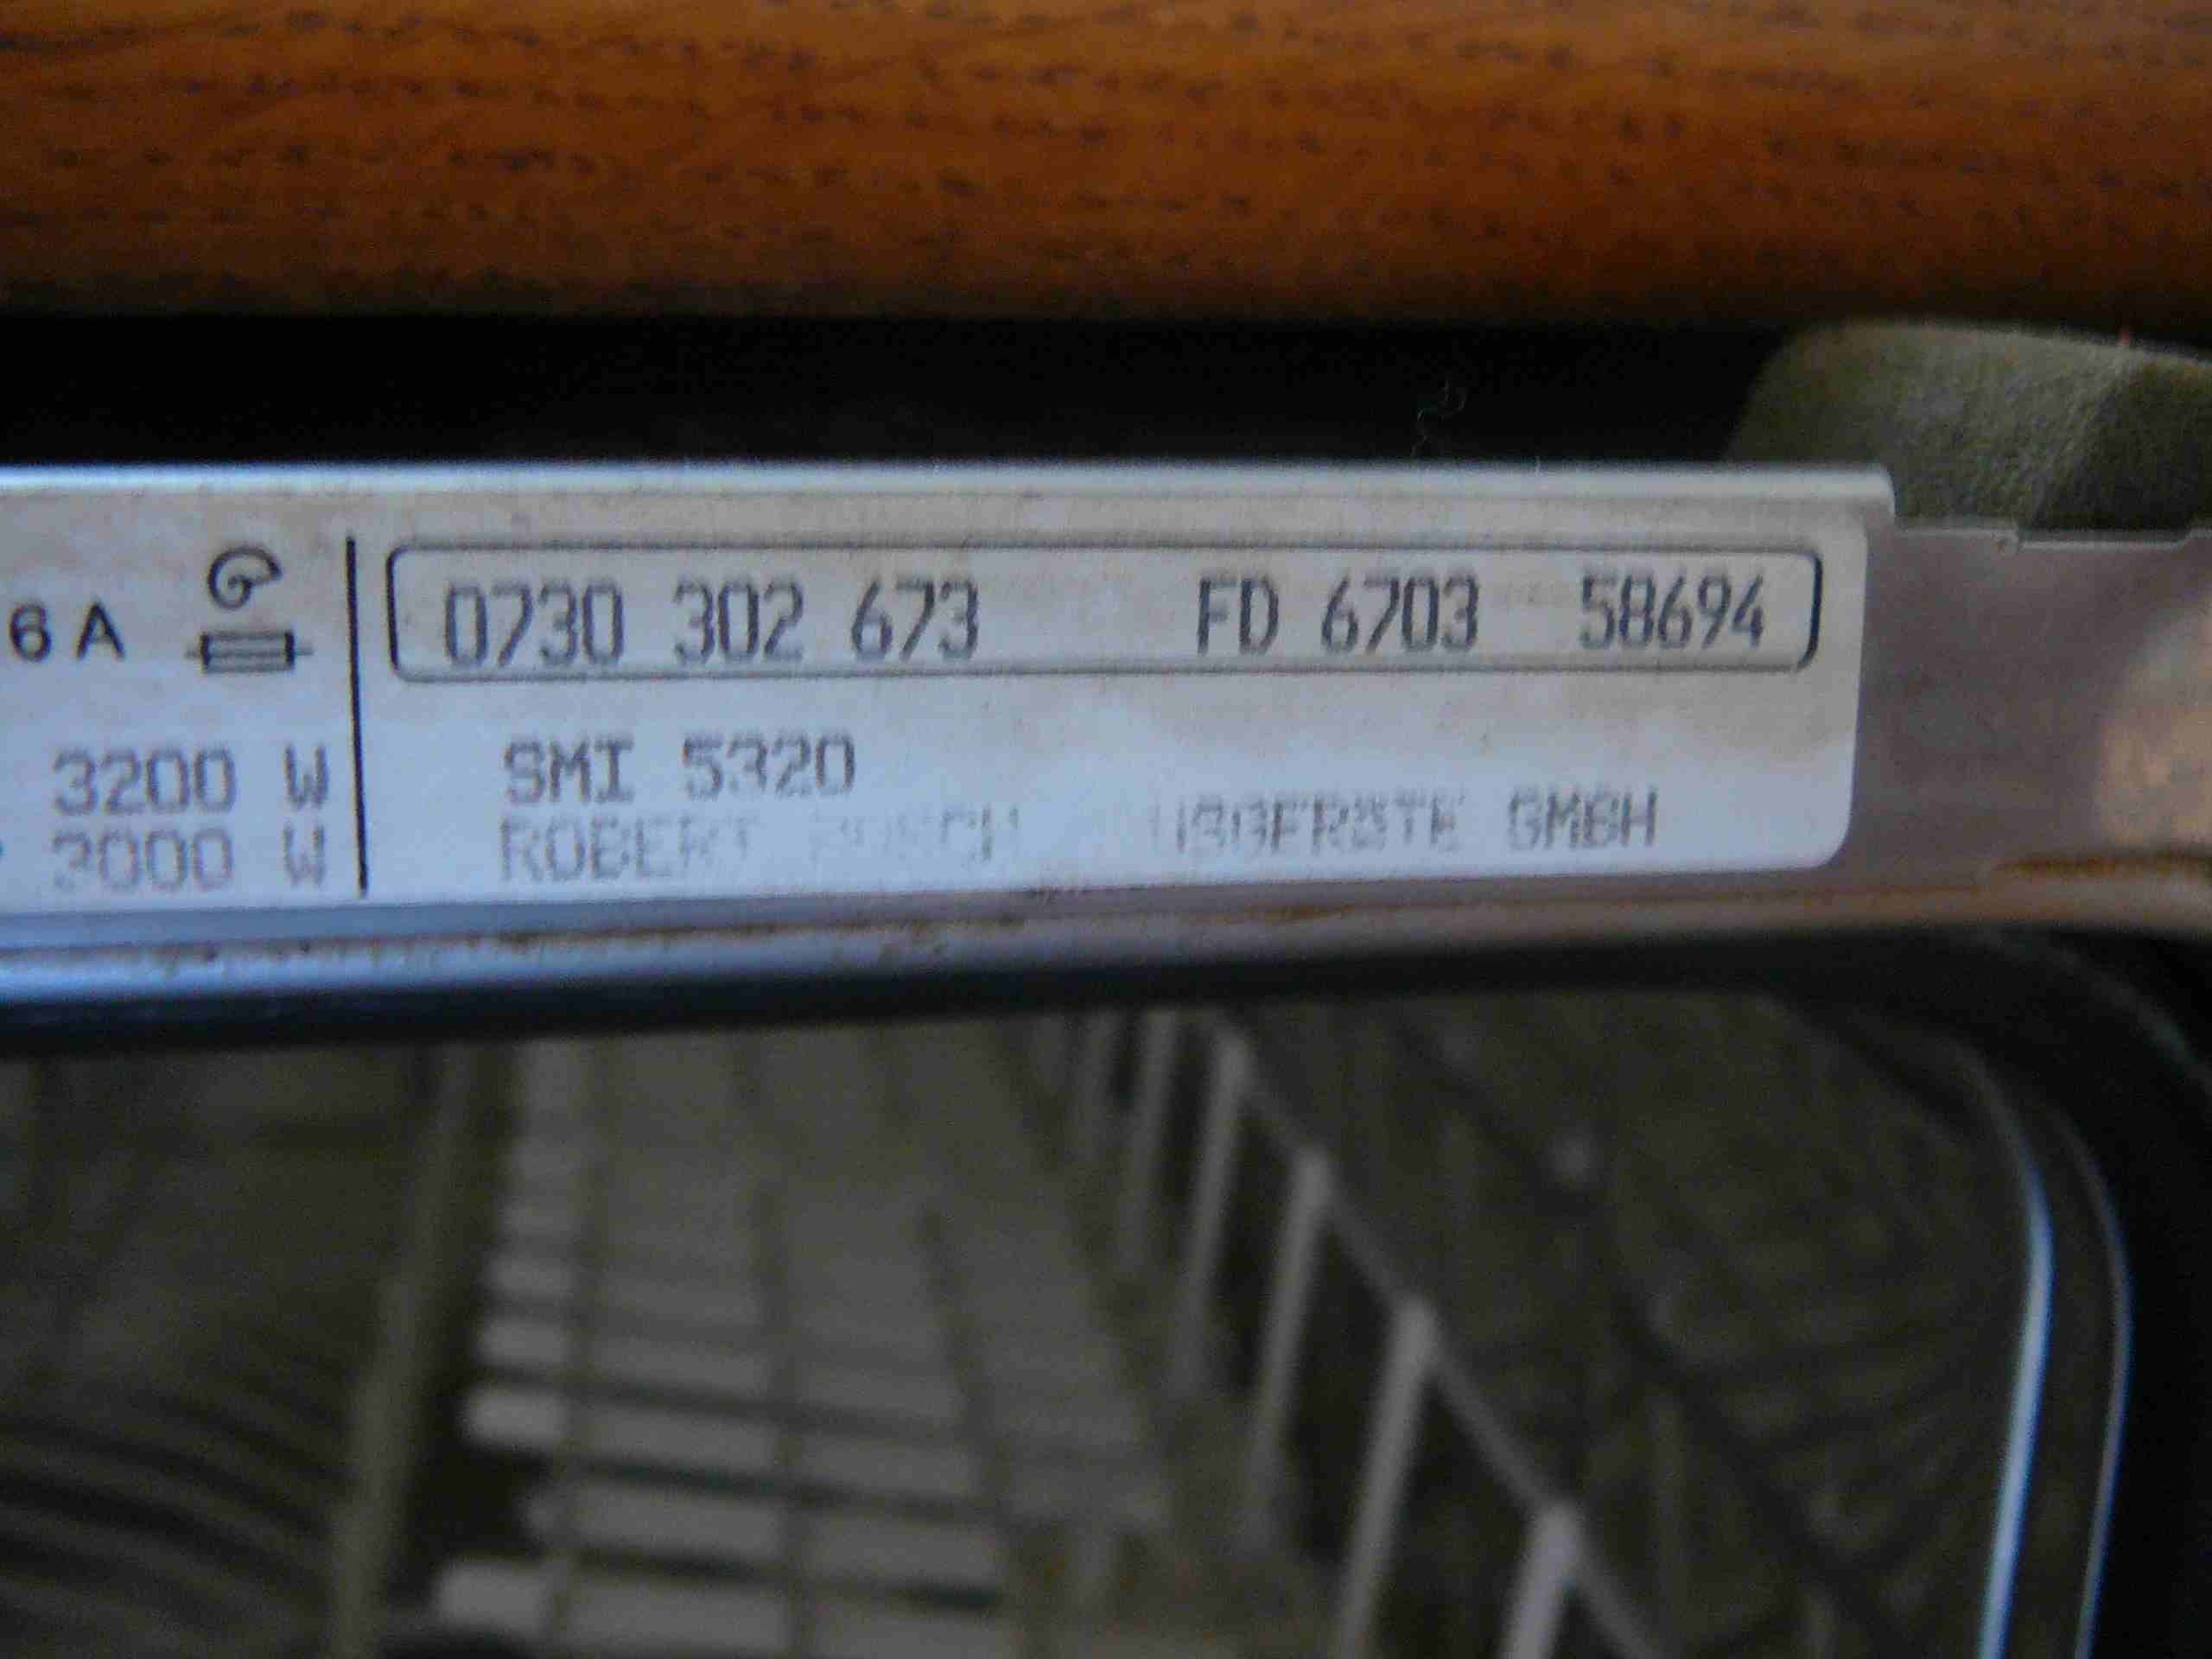 6 A
0730 302 673 FD 6703 58694
3200 W
SMI 5320
3000 W
ROBERT GMBH